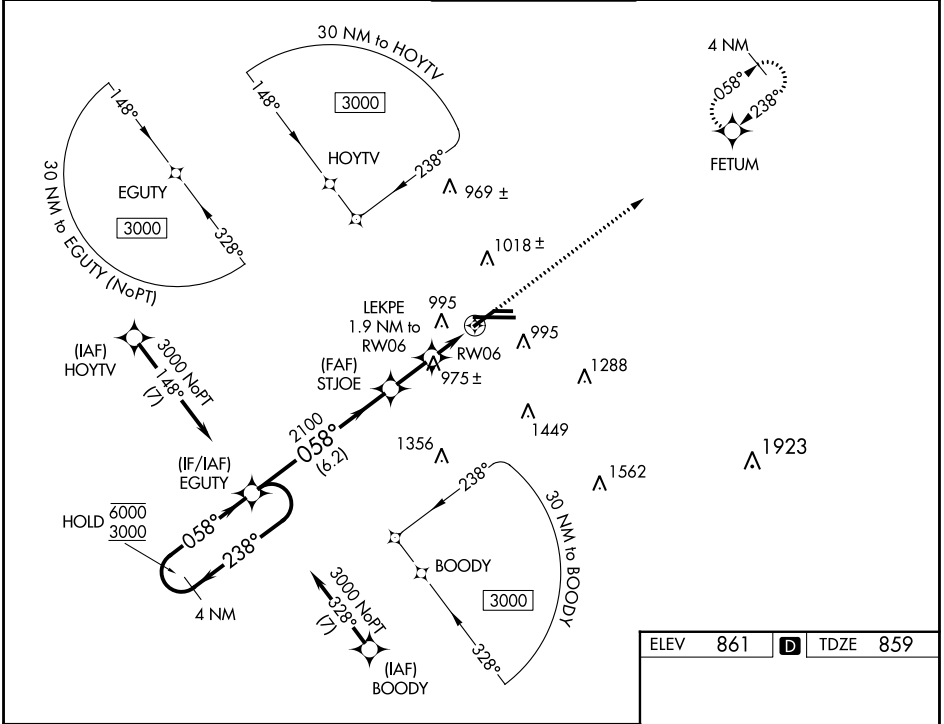 30 NM to HOYTV
3000
148°
238°
HOYTV
4 NM
058°
238°
FETUM
148°
EGUTY
3000
328°
30 NM to EGUTY (NoPT)
969 ±
1018 ±
LEKPE
1.9 NM to
RW06
995
RW06
995
975 ±
(FAF)
STJOE
1288
1449
1356
1562
1923
(IAF)
HOYTV
3000 NoPT
148°
(7)
2100
058°
(6.2)
(IF/IAF)
EGUTY
HOLD
6000
3000
058°
238°
4 NM
238°
30 NM to BOODY
BOODY
3000
328°
3000 NoPT
328°
(7)
(IAF)
BOODY
ELEV 861 D TDZE 859